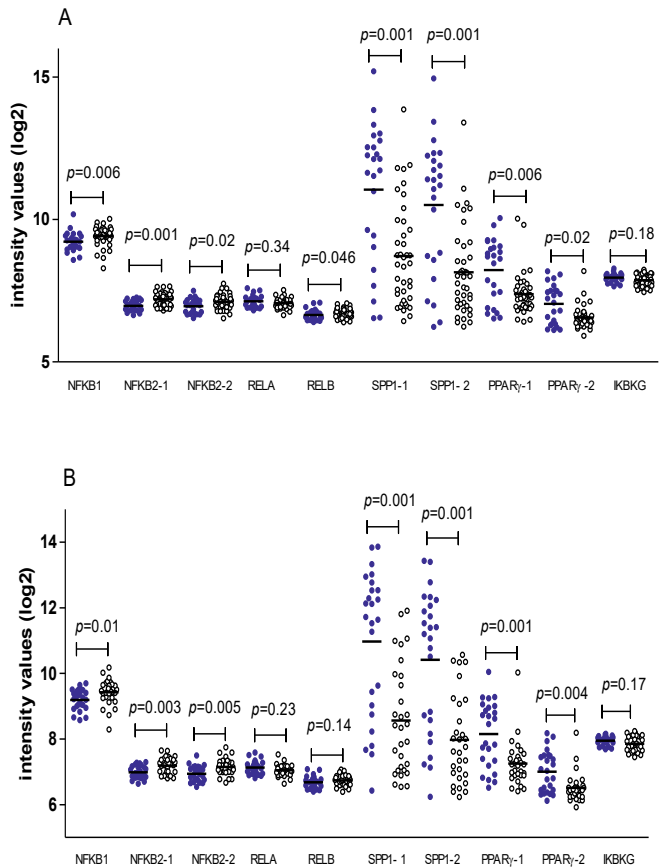 A
p=0.001 p=0.001
15
p=0.006 p=0.006
intensity values (log2)
10
p=0.001 p=0.02 p=0.34 p=0.046 p=0.02 p=0.18
5
NFKB1 NFKB2-1 NFKB2-2 RELA RELB SPP1-1 SPP1- 2 PPARγ-1 PPARγ -2 IKBKG
B
p=0.001
14
p=0.001
intensity values (log2)
12
p=0.01 p=0.001
10
p=0.003 p=0.005 p=0.23 p=0.14 p=0.004 p=0.17
8
6
NFKB1 NFKB2-1 NFKB2-2 RELA RELB SPP1- 1 SPP1-2 PPARγ-1 PPARγ-2 IKBKG